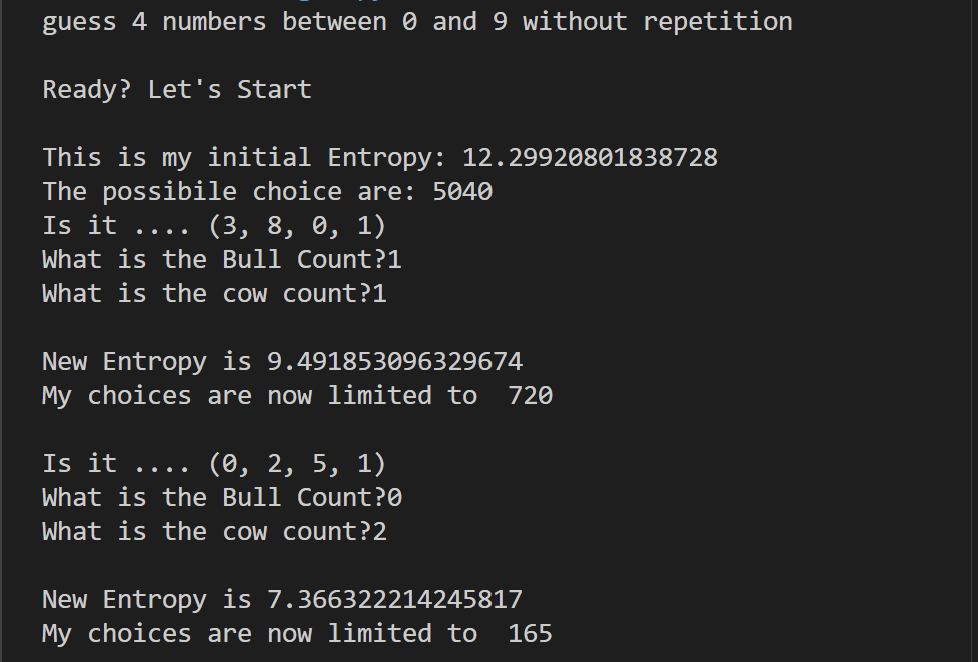 guess 4 numbers between 0 and 9 without repetition
Ready? Let's Start
This is my initial Entropy: 12.29920801838728
The possibile choice are: 5040
Is it .... (3, 8, 0, 1)
What is the Bull Count?1
What is the cow count?1
New Entropy is 9.491853096329674
My choices are now limited to  720
Is it .... (0, 2, 5, 1)
What is the Bull Count?0
What is the cow count?2
New Entropy is 7.366322214245817
My choices are now limited to  165